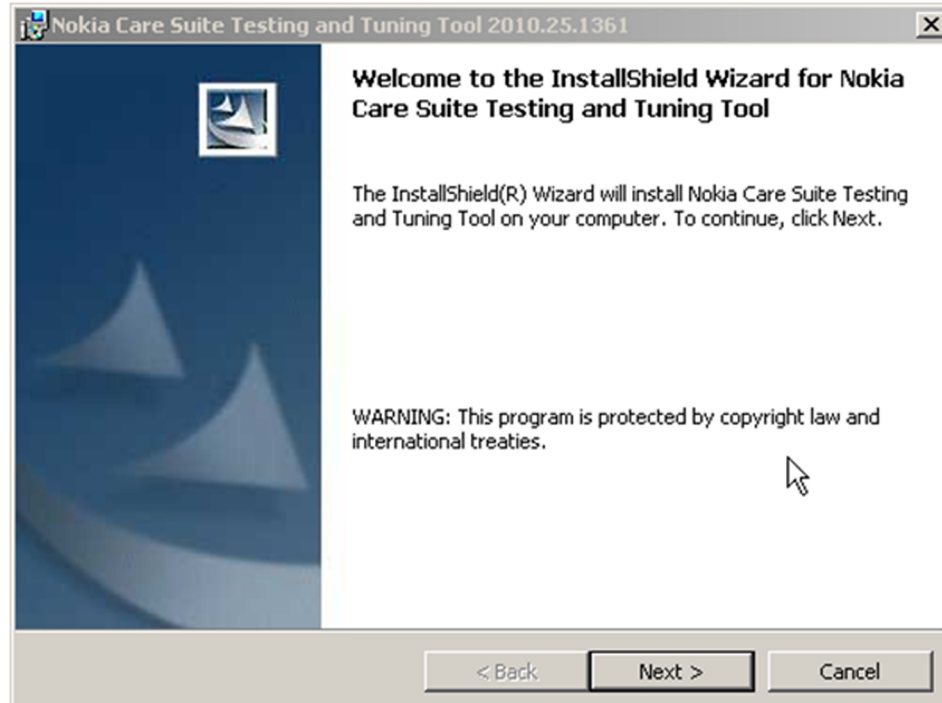 Nokia Care Suite Testing and Tuning Tool 2010.25.1361
Welcome to the InstallShield Wizard for Nokia
Care Suite Testing and Tuning Tool
The InstallShield(R) Wizard will install Nokia Care Suite Testing
and Tuning Tool on your computer. To continue, click Next.
WARNING: This program is protected by copyright law and
international treaties.
< Back
Next >
Cancel